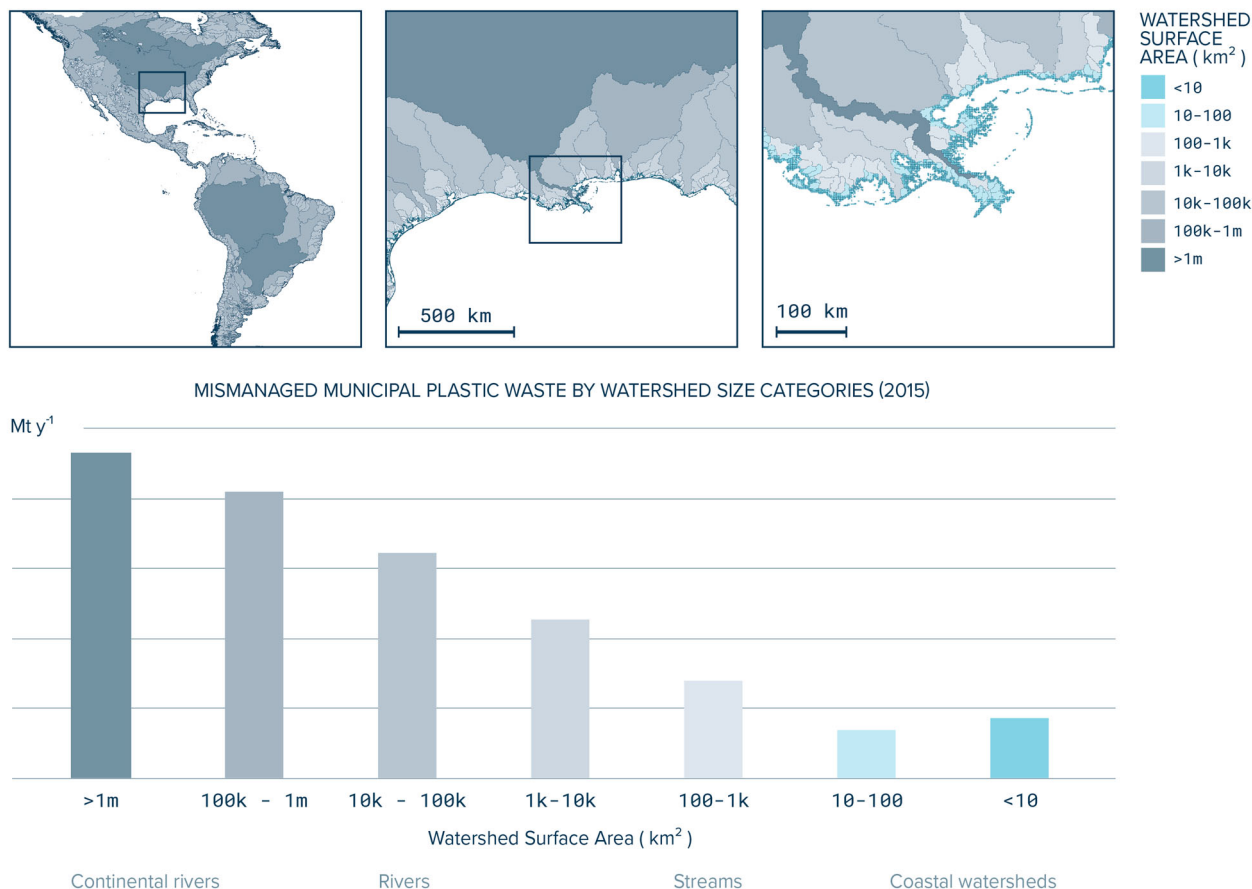 WATERSHED
SURFACE
AREA ( km² )
<10
10-100
100-1k
1k-10k
10k-100k
100k-1m
>1m
500 km
100 km
MISMANAGED MUNICIPAL PLASTIC WASTE BY WATERSHED SIZE CATEGORIES (2015)
Mt y⁻¹
>1m
100k - 1m
10k - 100k
1k-10k
100-1k
10-100
<10
Watershed Surface Area ( km² )
Continental rivers
Rivers
Streams
Coastal watersheds